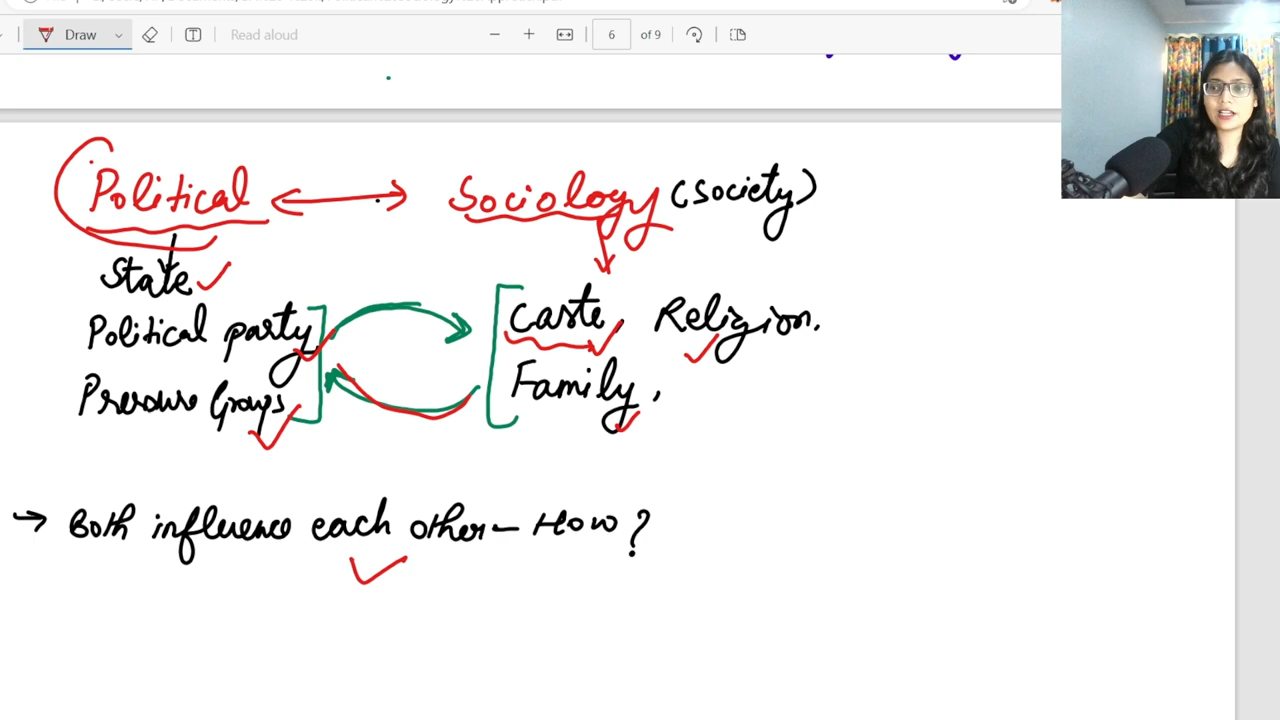 Draw
Read aloud
6 of 9
Political ↔ Sociology (Society)
State
Political party
Caste, Religion.
Pressure Groups
Family,
→ Both influence each other – How?